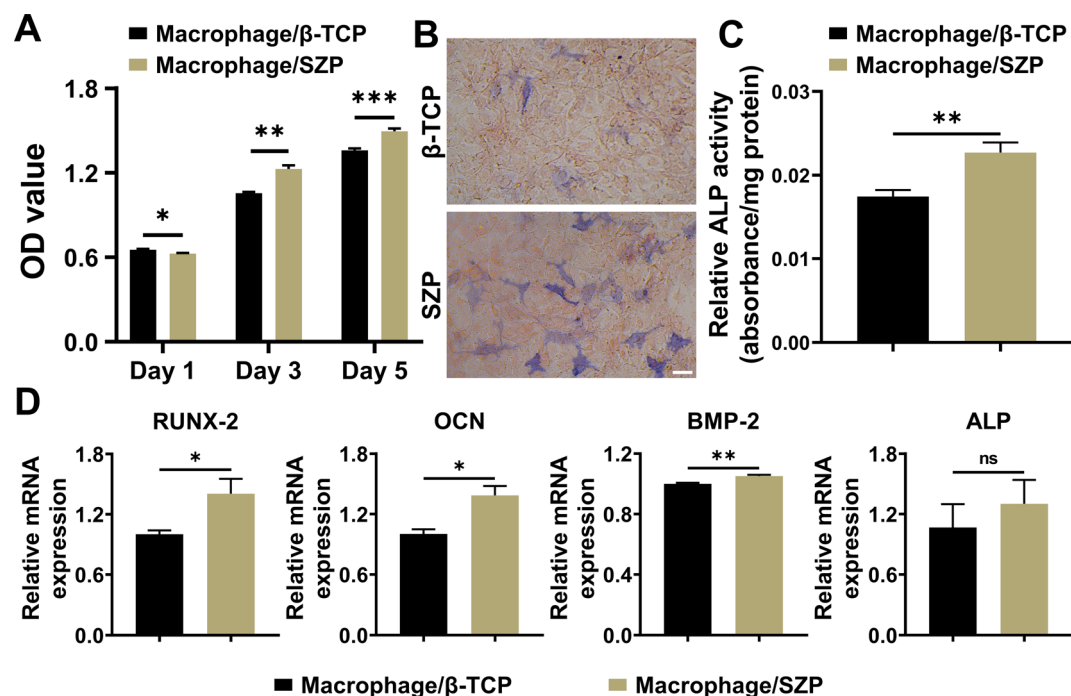 A
Macrophage/β-TCP
Macrophage/SZP
OD value
1.8
1.2
0.6
0.0
*
**
***
Day 1
Day 3
Day 5
B
β-TCP
SZP
C
Macrophage/β-TCP
Macrophage/SZP
Relative ALP activity
(absorbance/mg protein)
0.03
0.02
0.01
0.00
**
D
RUNX-2
Relative mRNA
expression
1.8
1.2
0.6
0.0
*
OCN
Relative mRNA
expression
1.8
1.2
0.6
0.0
*
BMP-2
Relative mRNA
expression
1.2
0.8
0.4
0.0
**
ALP
Relative mRNA
expression
1.8
1.2
0.6
0.0
ns
Macrophage/β-TCP
Macrophage/SZP